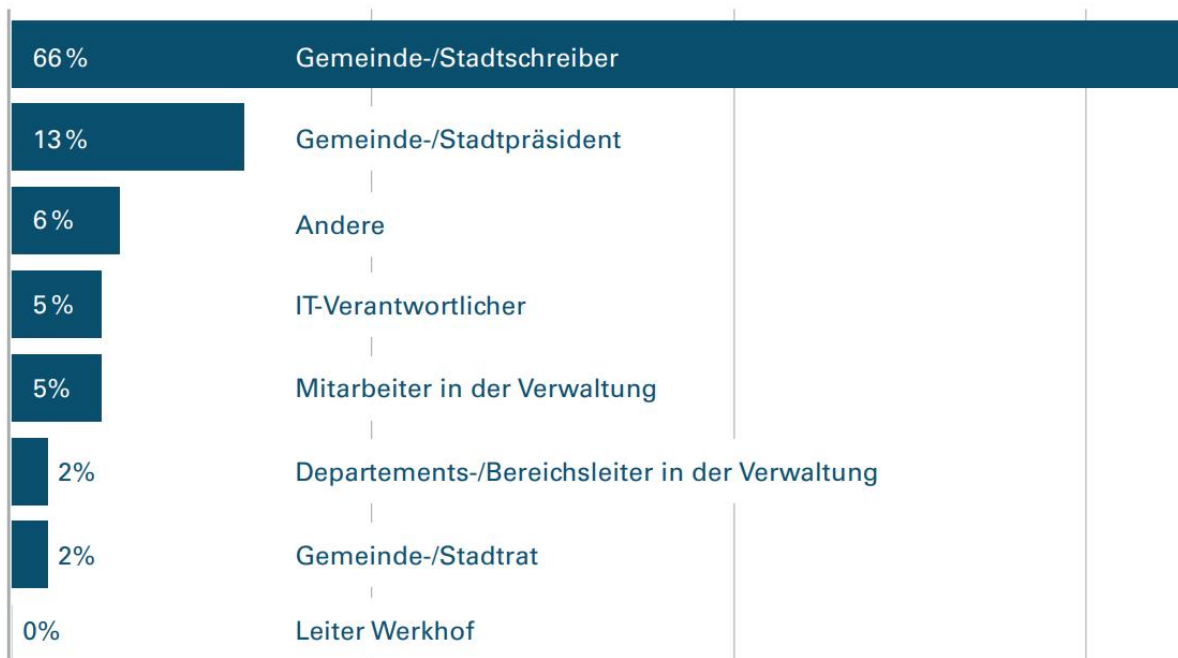 66% Gemeinde-/Stadtschreiber
13% Gemeinde-/Stadtpräsident
6% Andere
5% IT-Verantwortlicher
5% Mitarbeiter in der Verwaltung
2% Departements-/Bereichsleiter in der Verwaltung
2% Gemeinde-/Stadtrat
0% Leiter Werkhof